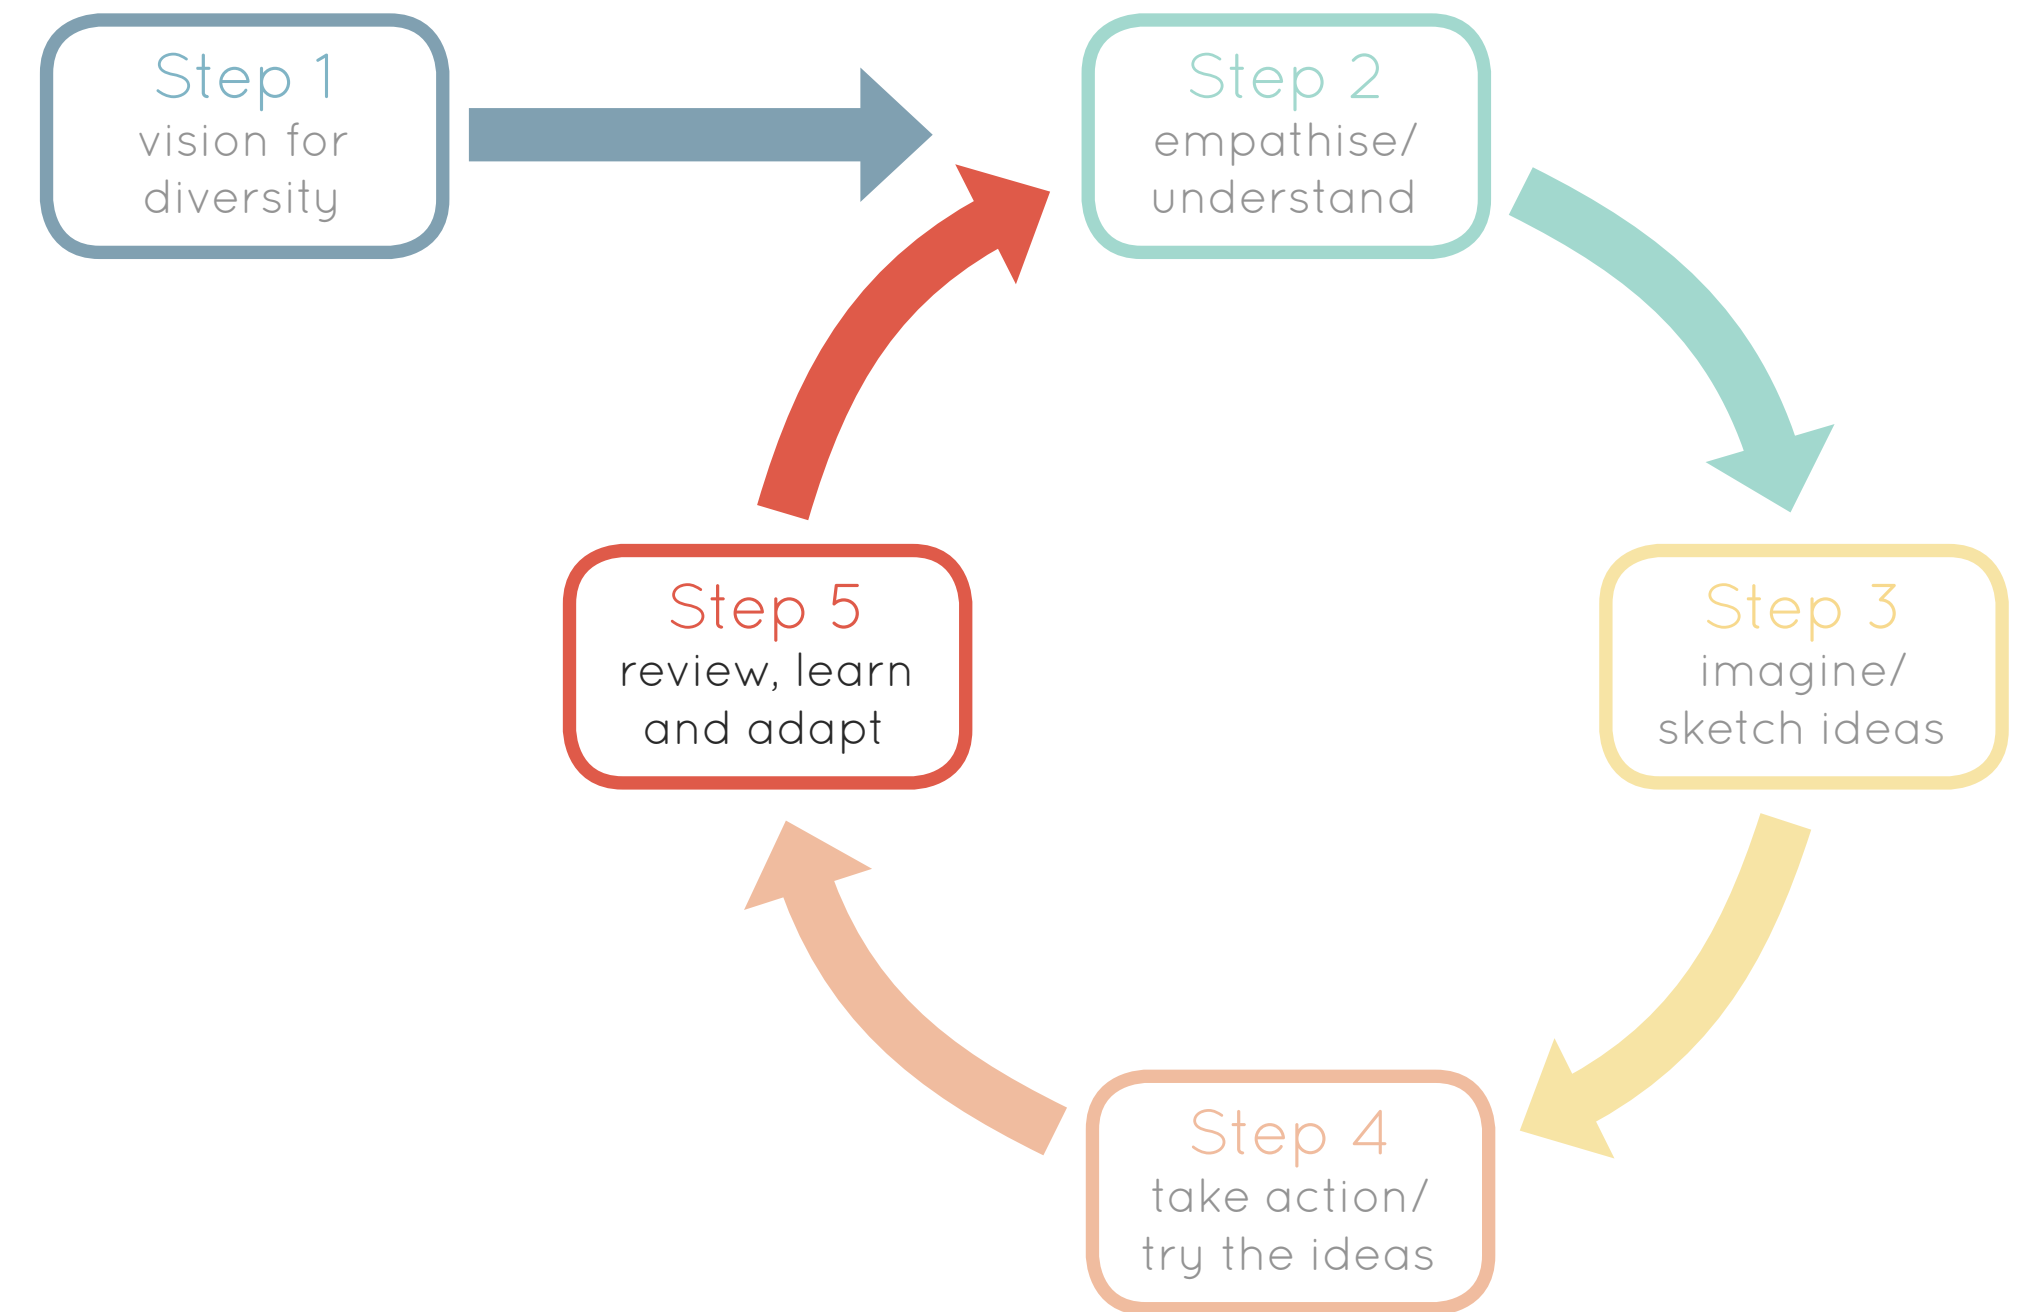 Step 1
vision for
diversity
Step 2
empathise/
understand
Step 3
imagine/
sketch ideas
Step 4
take action/
try the ideas
Step 5
review, learn
and adapt